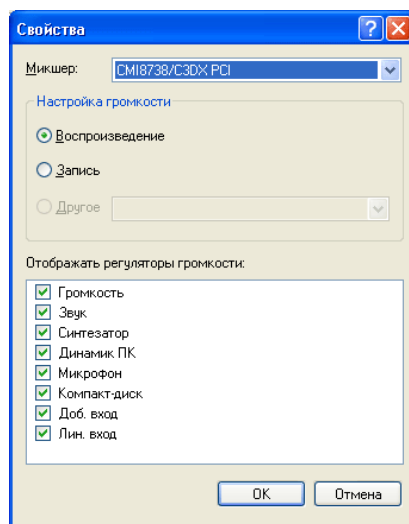 Свойства
Микшер: CMI8738/C3DX PCI
Настройка громкости
Воспроизведение
Запись
Другое
Отображать регуляторы громкости:
Громкость
Звук
Синтезатор
Динамик ПК
Микрофон
Компакт-диск
Доб. вход
Лин. вход
OK Отмена